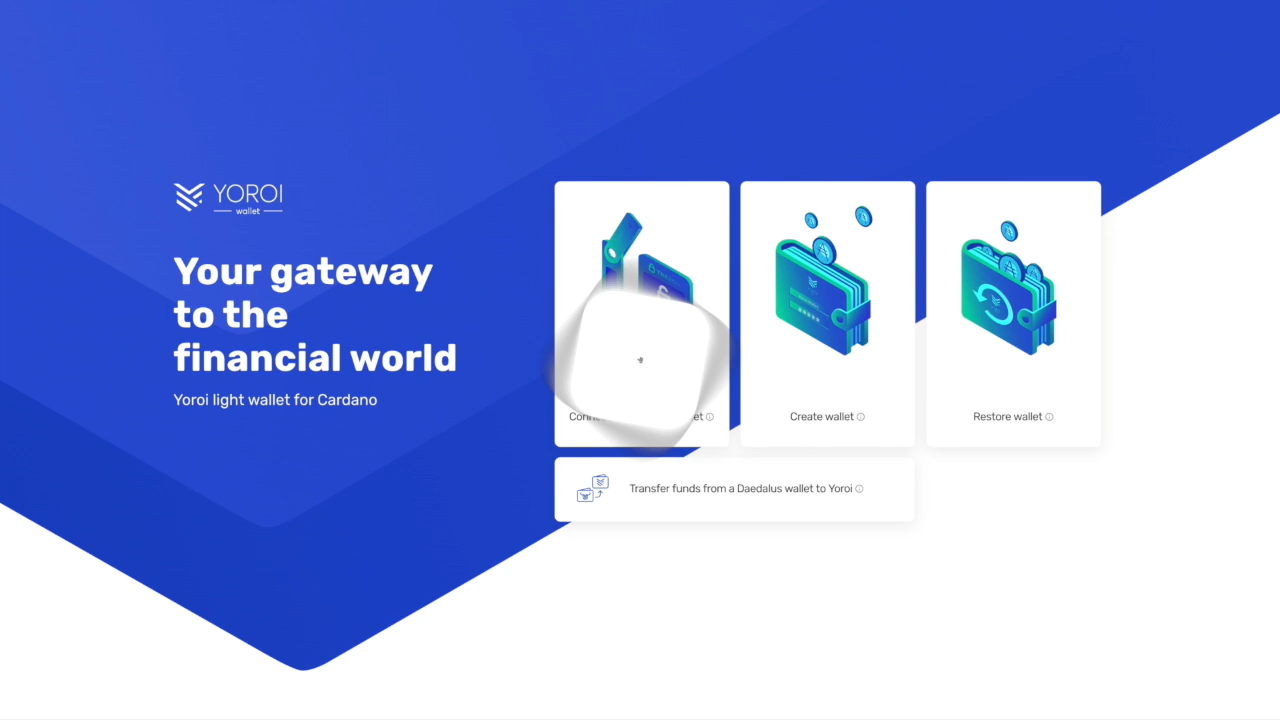 YOROI
wallet
Your gateway
to the
financial world
Yoroi light wallet for Cardano
Create wallet
Restore wallet
Transfer funds from a Daedalus wallet to Yoroi